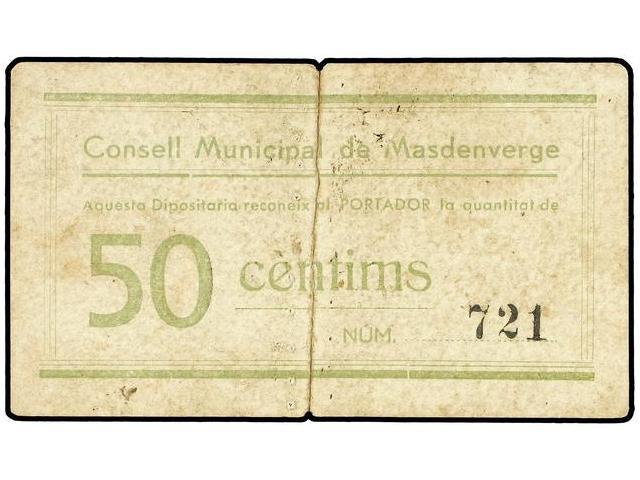 Consell Municipal de Masdenverge
Aquesta Dipositaria reconeix al PORTADOR la quantitat de
50 cèntims
NÚM. 721